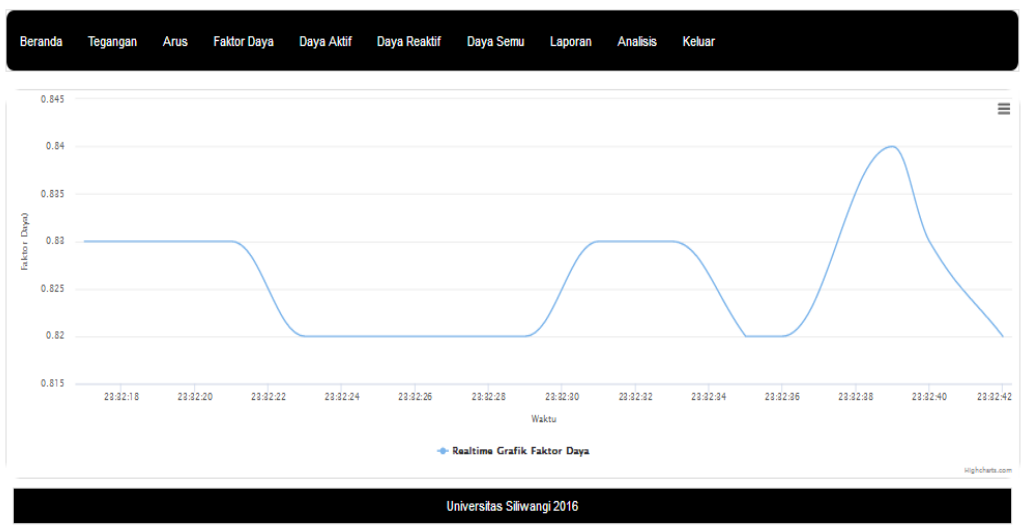 Beranda Tegangan Arus Faktor Daya Daya Aktif Daya Reaktif Daya Semu Laporan Analisis Keluar
0.845
0.84
0.835
0.83
0.825
0.82
0.815
Faktor Daya)
23:32:18 23:32:20 23:32:22 23:32:24 23:32:26 23:32:28 23:32:30 23:32:32 23:32:34 23:32:36 23:32:38 23:32:40 23:32:42
Waktu
Realtime Grafik Faktor Daya
Highcharts.com
Universitas Siliwangi 2016